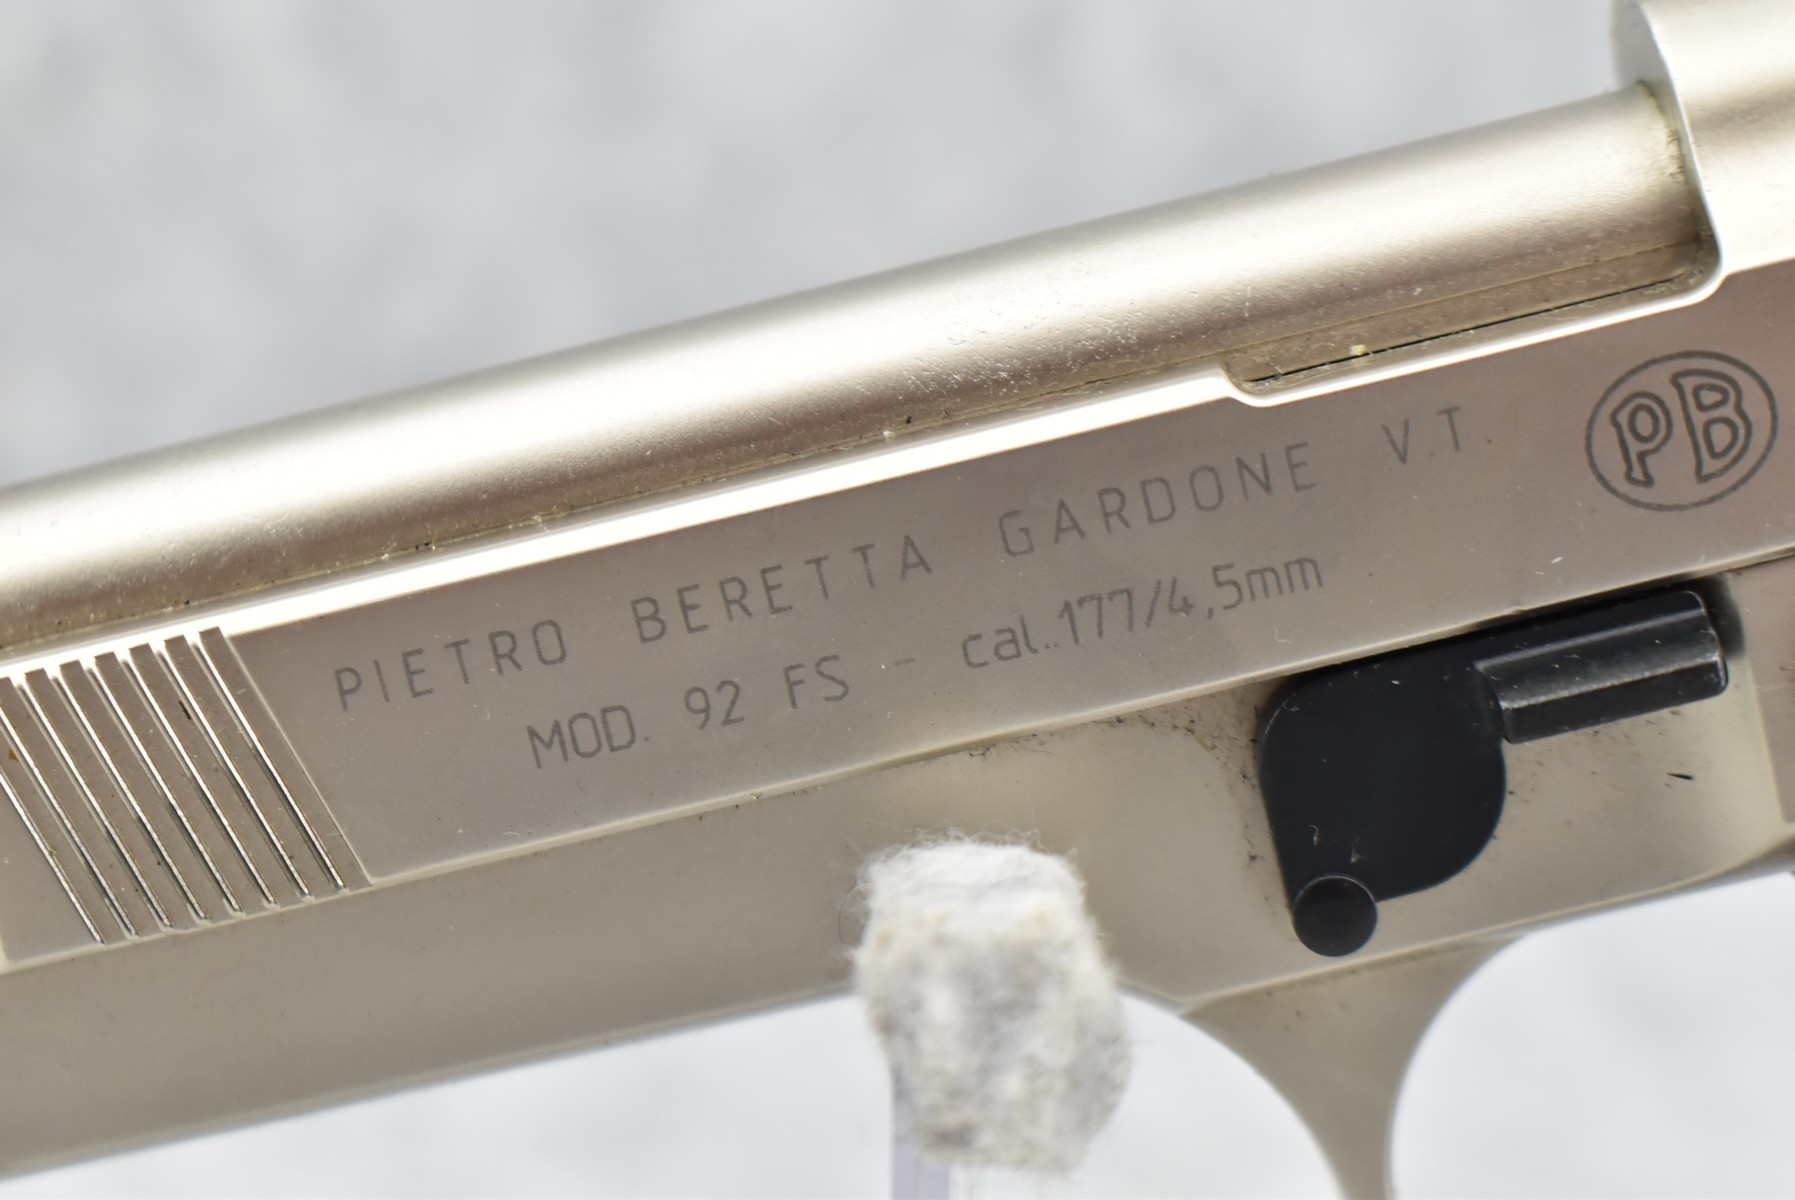 PIETRO BERETTA GARDONE V.T.
MOD. 92 FS - cal..177/4,5mm
PB